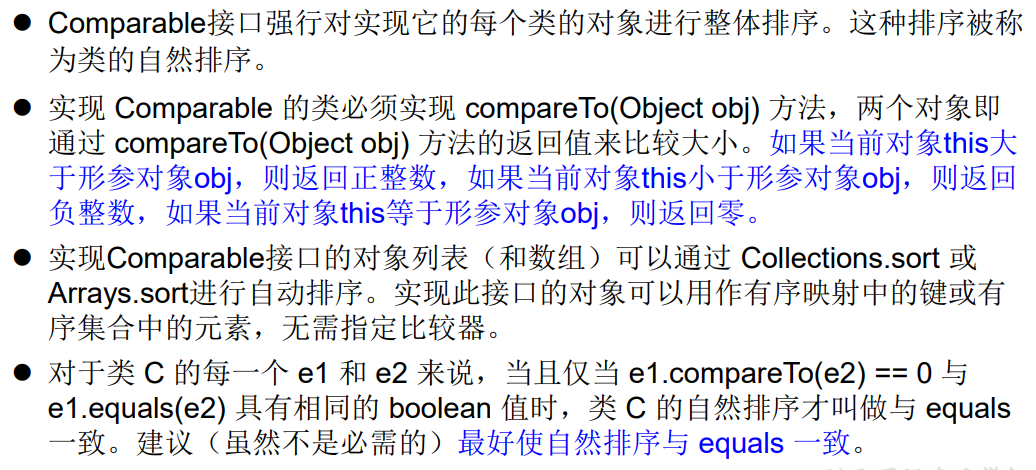 ● Comparable接口强行对实现它的每个类的对象进行整体排序。这种排序被称
为类的自然排序。
● 实现 Comparable 的类必须实现 compareTo(Object obj) 方法，两个对象即
通过 compareTo(Object obj) 方法的返回值来比较大小。如果当前对象this大
于形参对象obj，则返回正整数，如果当前对象this小于形参对象obj，则返回
负整数，如果当前对象this等于形参对象obj，则返回零。
● 实现Comparable接口的对象列表（和数组）可以通过 Collections.sort 或
Arrays.sort进行自动排序。实现此接口的对象可以用作有序映射中的键或有
序集合中的元素，无需指定比较器。
● 对于类 C 的每一个 e1 和 e2 来说，当且仅当 e1.compareTo(e2) == 0 与
e1.equals(e2) 具有相同的 boolean 值时，类 C 的自然排序才叫做与 equals
一致。建议（虽然不是必需的）最好使自然排序与 equals 一致。